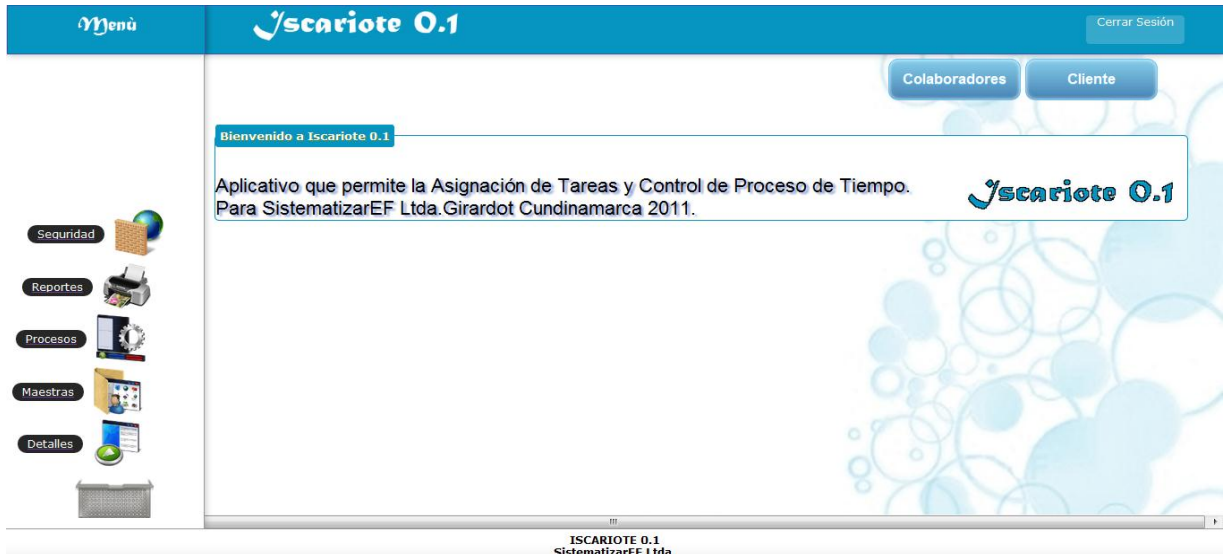 Menù
Iscariote 0.1
Cerrar Sesión
Colaboradores
Cliente
Bienvenido a Iscariote 0.1
Aplicativo que permite la Asignación de Tareas y Control de Proceso de Tiempo.
Para SistematizarEF Ltda.Girardot Cundinamarca 2011.
Iscariote 0.1
Seguridad
Reportes
Procesos
Maestras
Detalles
ISCARIOTE 0.1
SistematizarEF Ltda